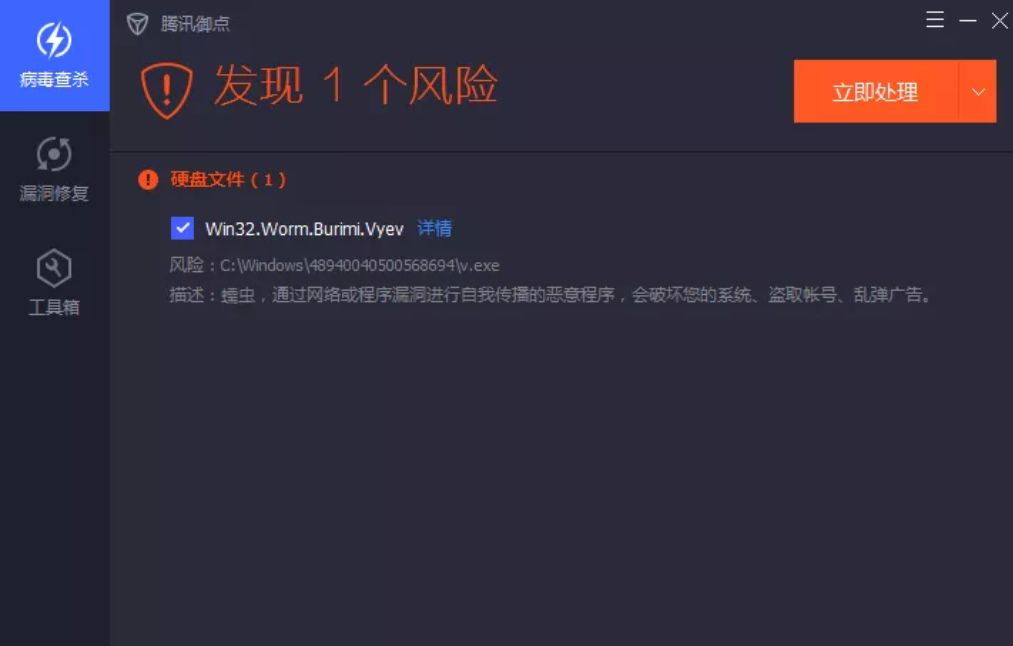 腾讯御点
病毒查杀
发现 1 个风险
立即处理
硬盘文件（1）
漏洞修复
Win32.Worm.Burimi.Vyev 详情
风险：C:\Windows\48940040500568694\v.exe
描述：蠕虫，通过网络或程序漏洞进行自我传播的恶意程序，会破坏您的系统、盗取帐号、乱弹广告。
工具箱